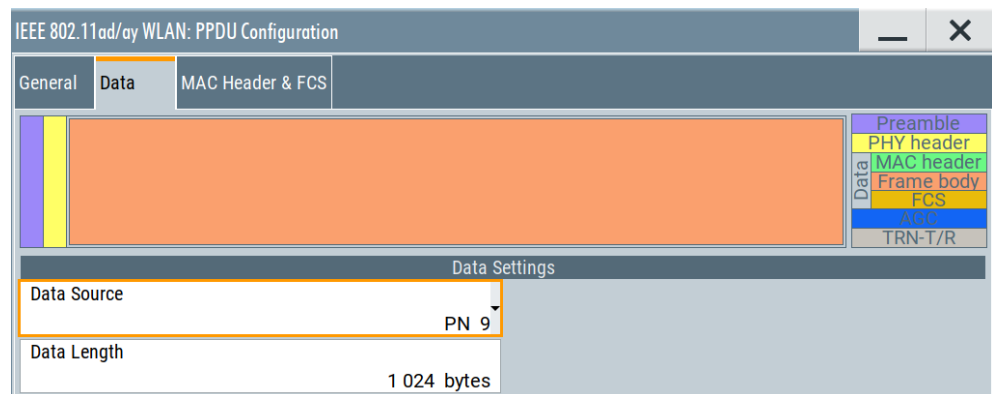 IEEE 802.11ad/ay WLAN: PPDU Configuration
General Data MAC Header & FCS
Preamble
PHY header
Data
MAC header
Frame body
FCS
AGC
TRN-T/R
Data Settings
Data Source
PN 9
Data Length
1 024 bytes